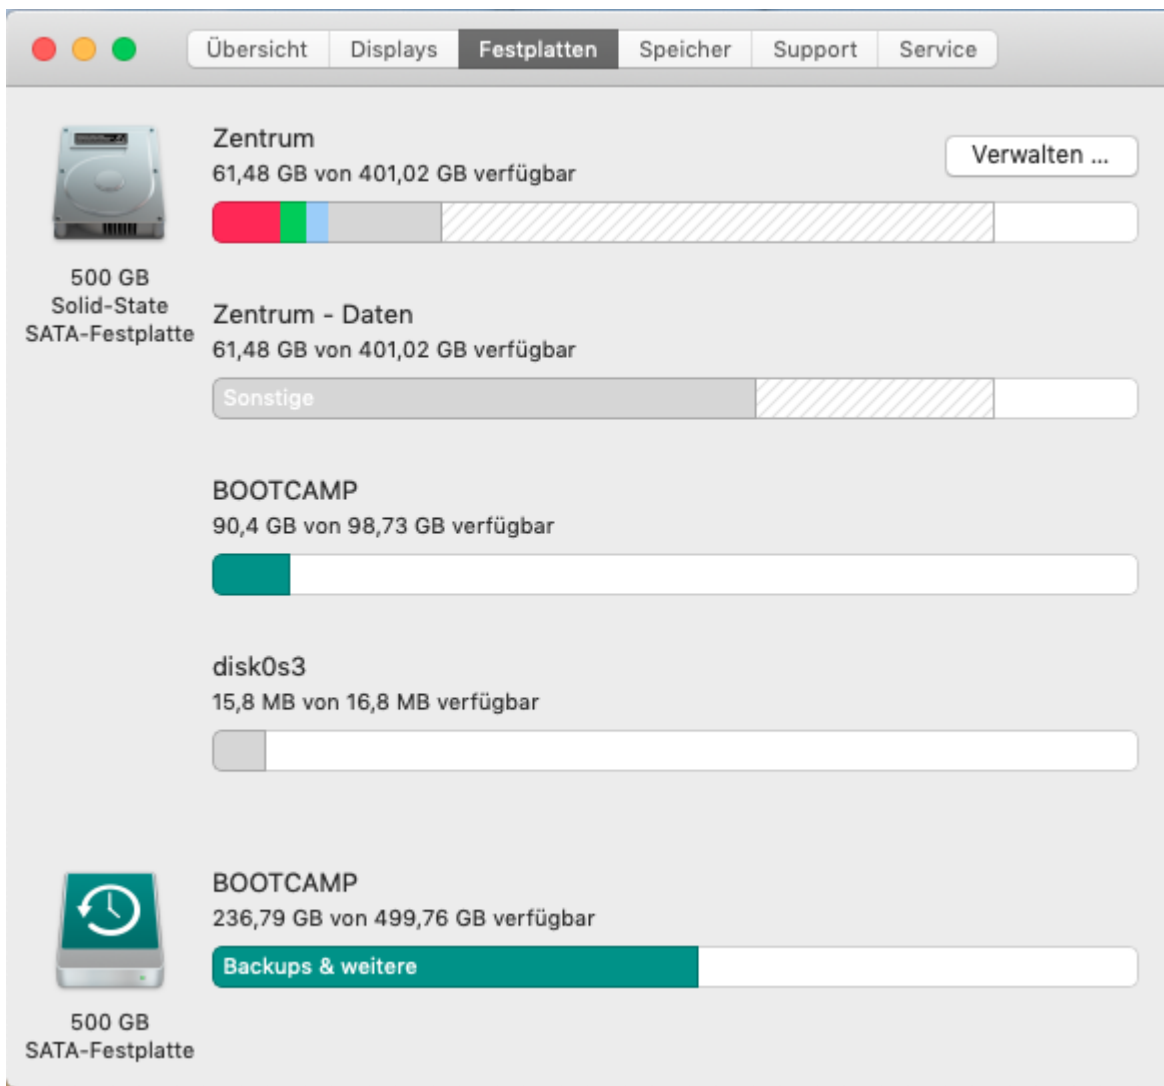 Übersicht Displays Festplatten Speicher Support Service
Zentrum
61,48 GB von 401,02 GB verfügbar
Verwalten ...
500 GB
Solid-State
SATA-Festplatte
Zentrum - Daten
61,48 GB von 401,02 GB verfügbar
Sonstige
BOOTCAMP
90,4 GB von 98,73 GB verfügbar
disk0s3
15,8 MB von 16,8 MB verfügbar
BOOTCAMP
236,79 GB von 499,76 GB verfügbar
Backups & weitere
500 GB
SATA-Festplatte